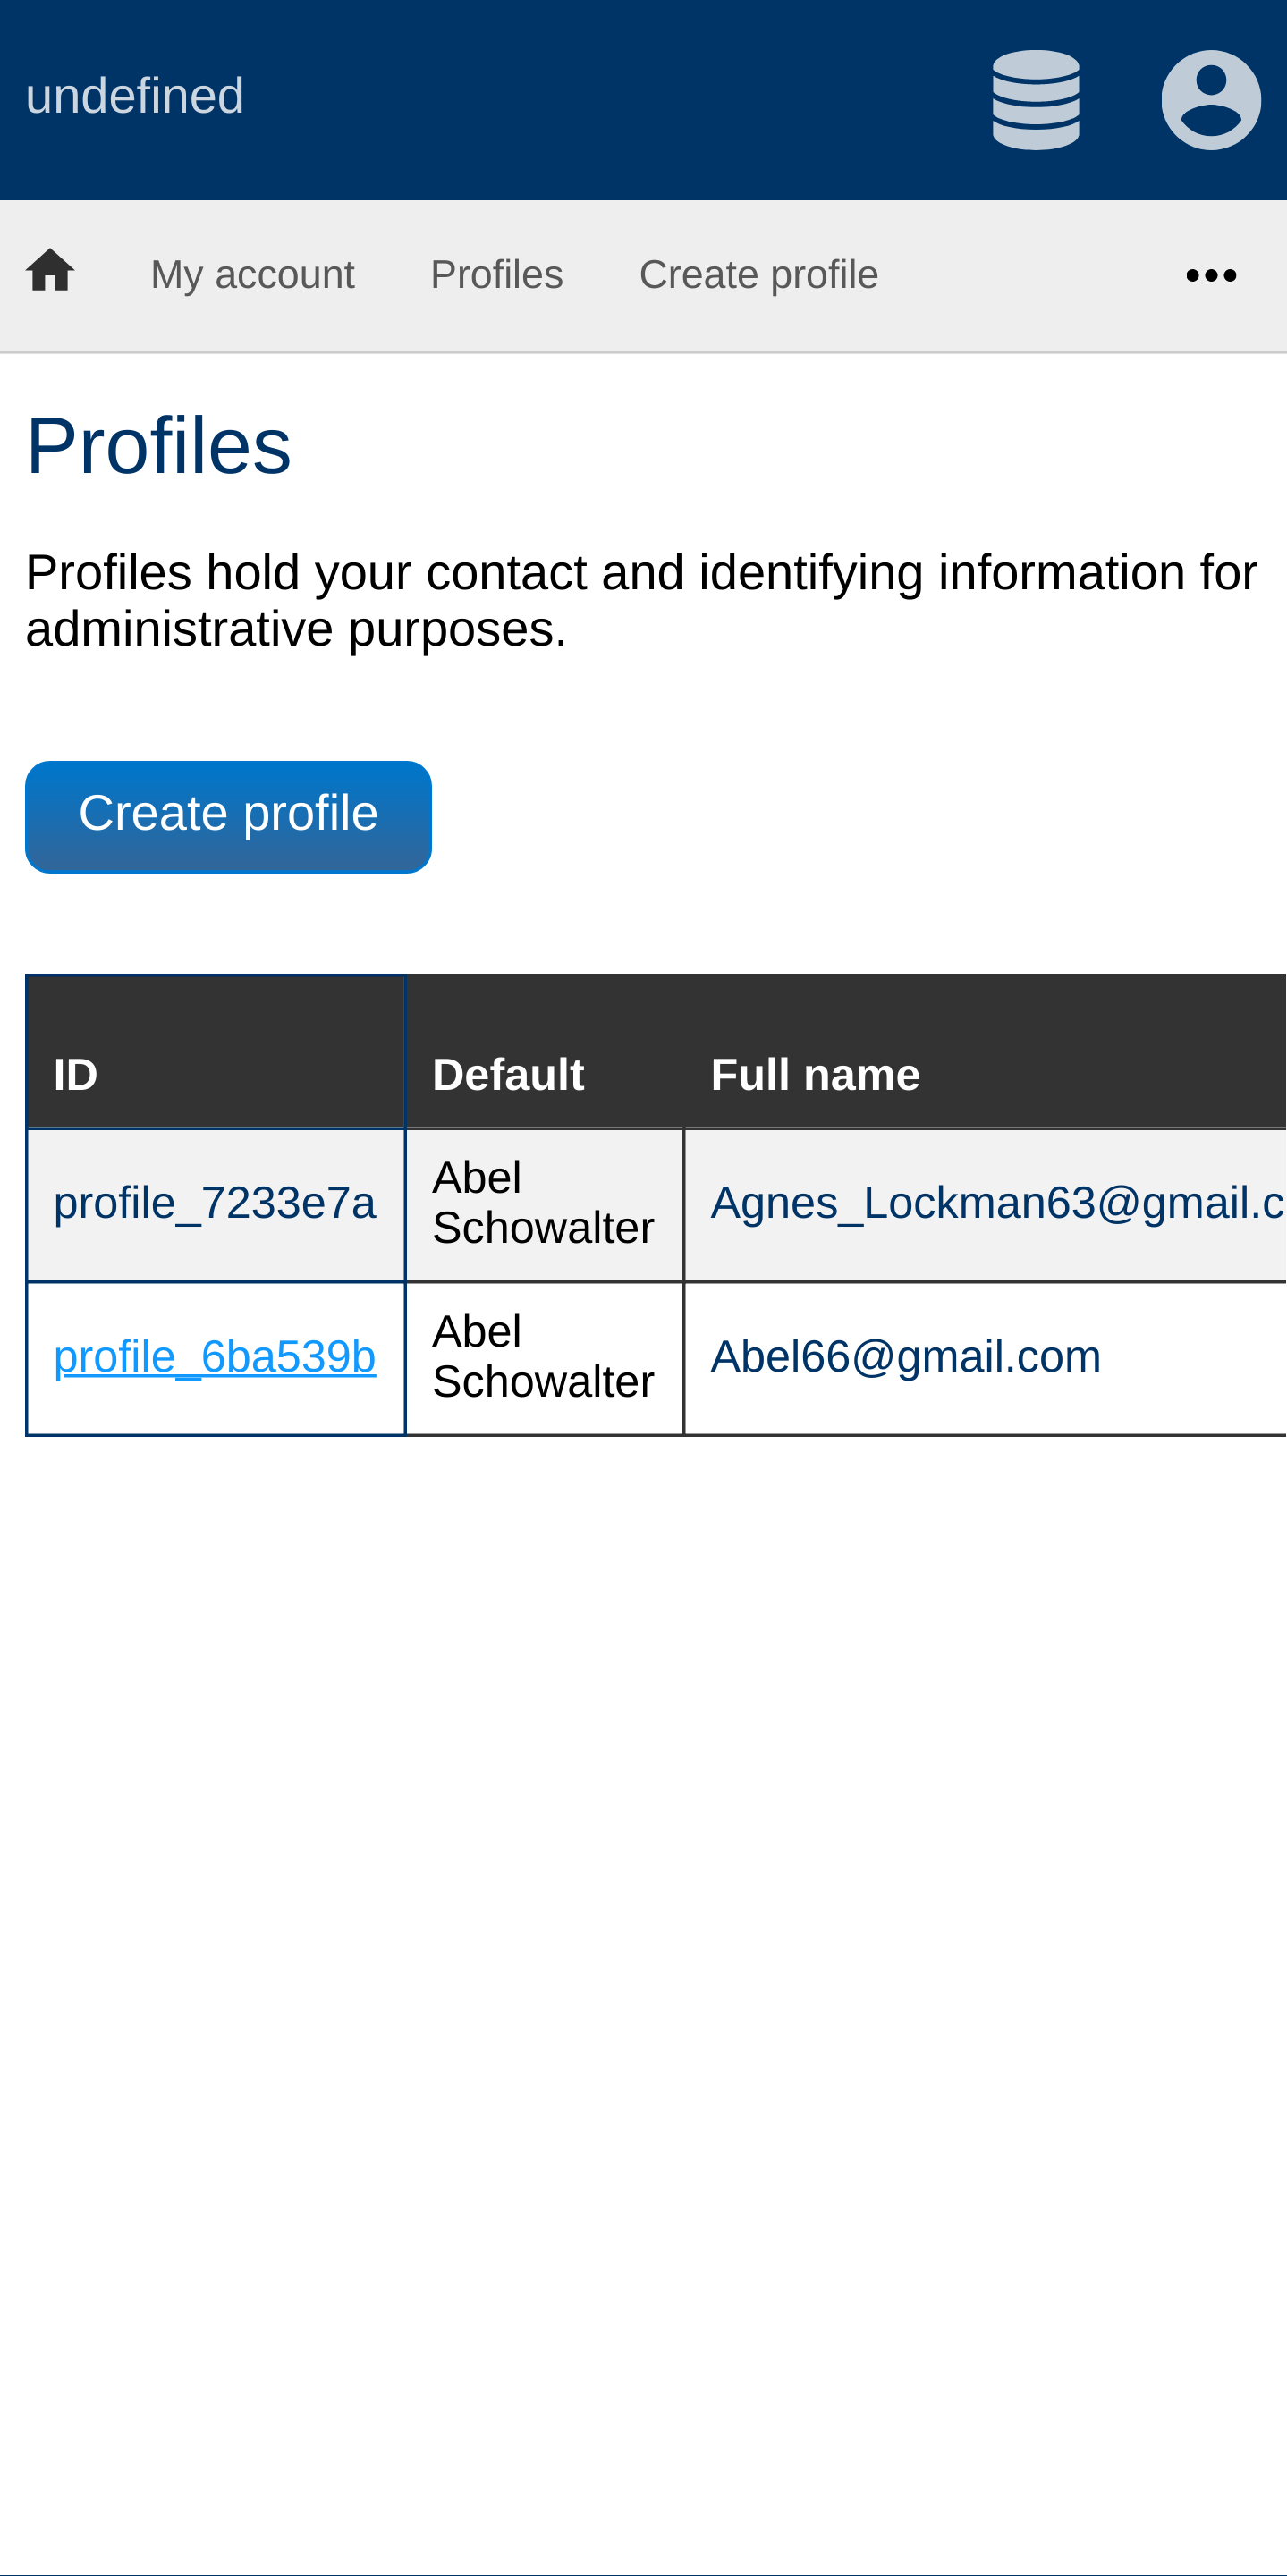 undefined
My account Profiles Create profile
Profiles
Profiles hold your contact and identifying information for
administrative purposes.
Create profile
ID Default Full name
profile_7233e7a Abel Schowalter Agnes_Lockman63@gmail.c
profile_6ba539b Abel Schowalter Abel66@gmail.com